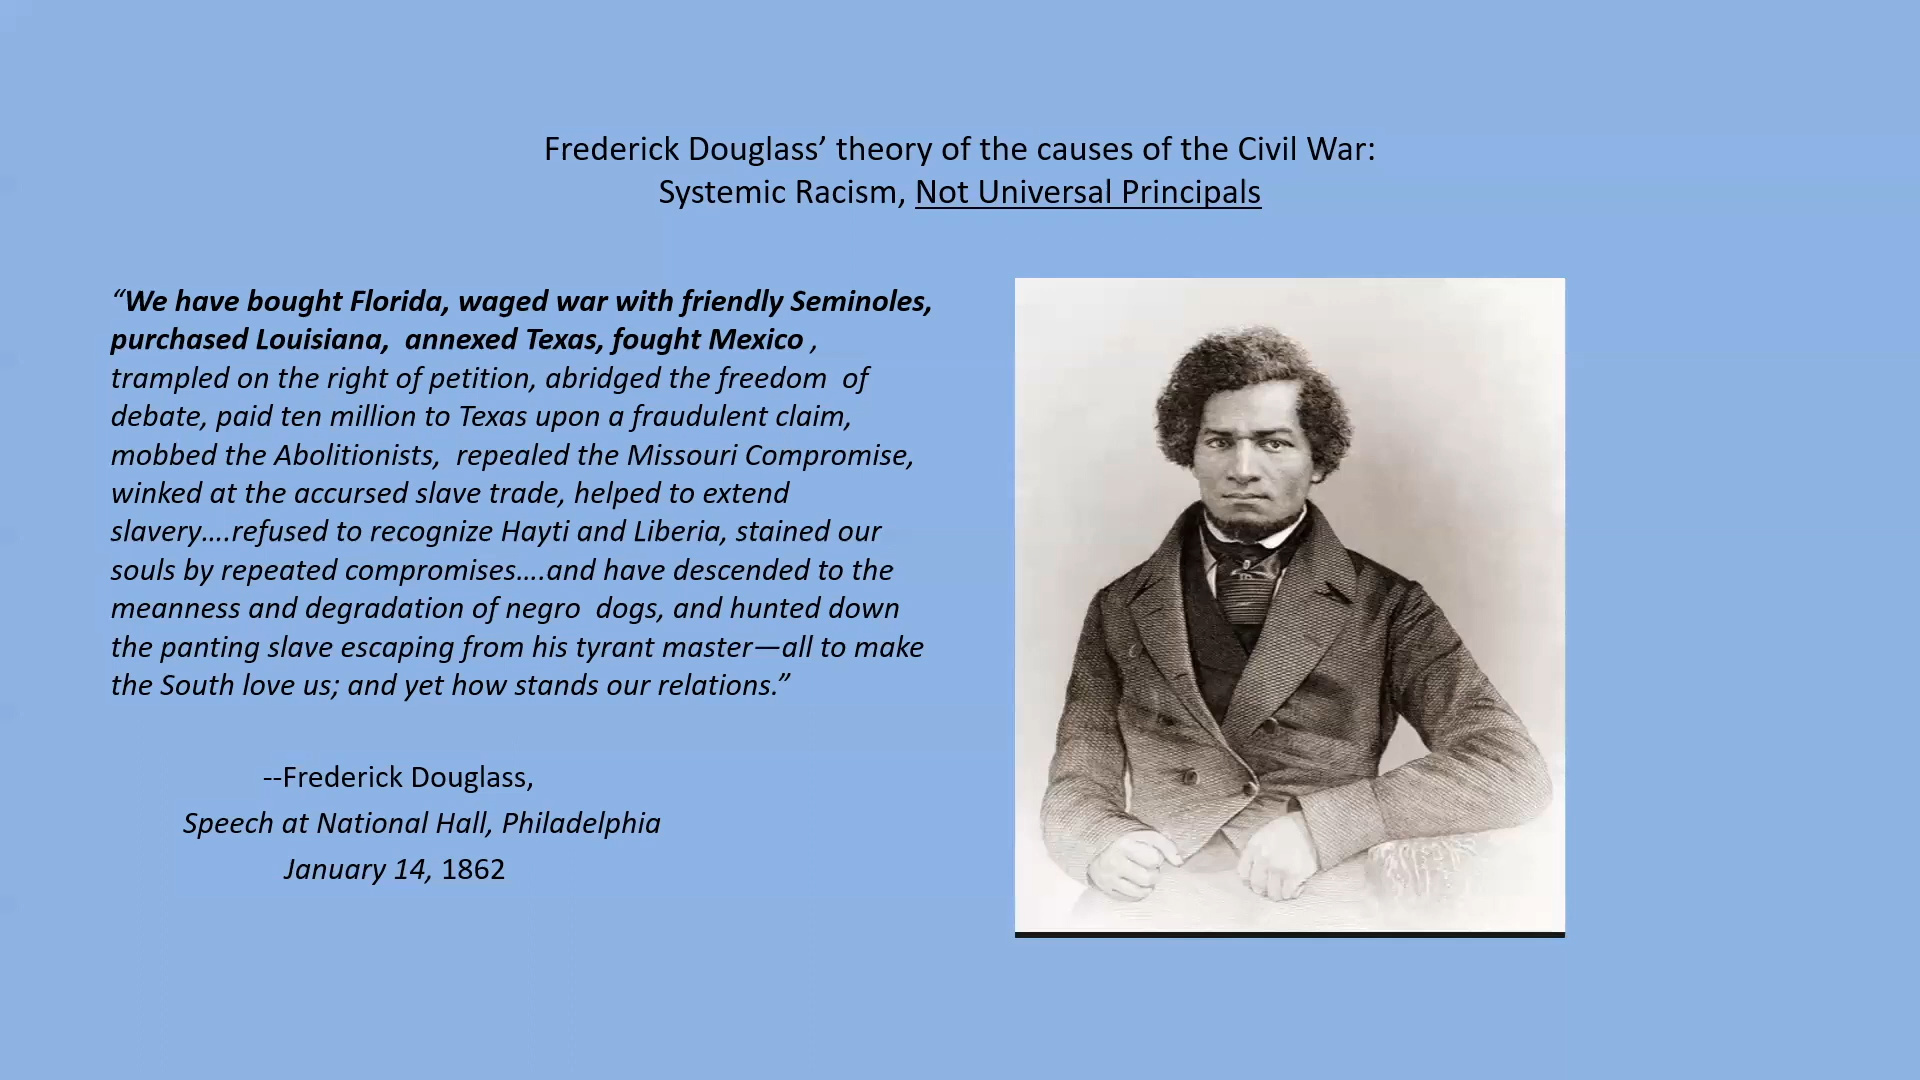 Frederick Douglass’ theory of the causes of the Civil War:
Systemic Racism, Not Universal Principals
“We have bought Florida, waged war with friendly Seminoles,
purchased Louisiana,  annexed Texas, fought Mexico ,
trampled on the right of petition, abridged the freedom  of
debate, paid ten million to Texas upon a fraudulent claim,
mobbed the Abolitionists,  repealed the Missouri Compromise,
winked at the accursed slave trade, helped to extend
slavery….refused to recognize Hayti and Liberia, stained our
souls by repeated compromises….and have descended to the
meanness and degradation of negro  dogs, and hunted down
the panting slave escaping from his tyrant master—all to make
the South love us; and yet how stands our relations.”
--Frederick Douglass,
Speech at National Hall, Philadelphia
January 14, 1862